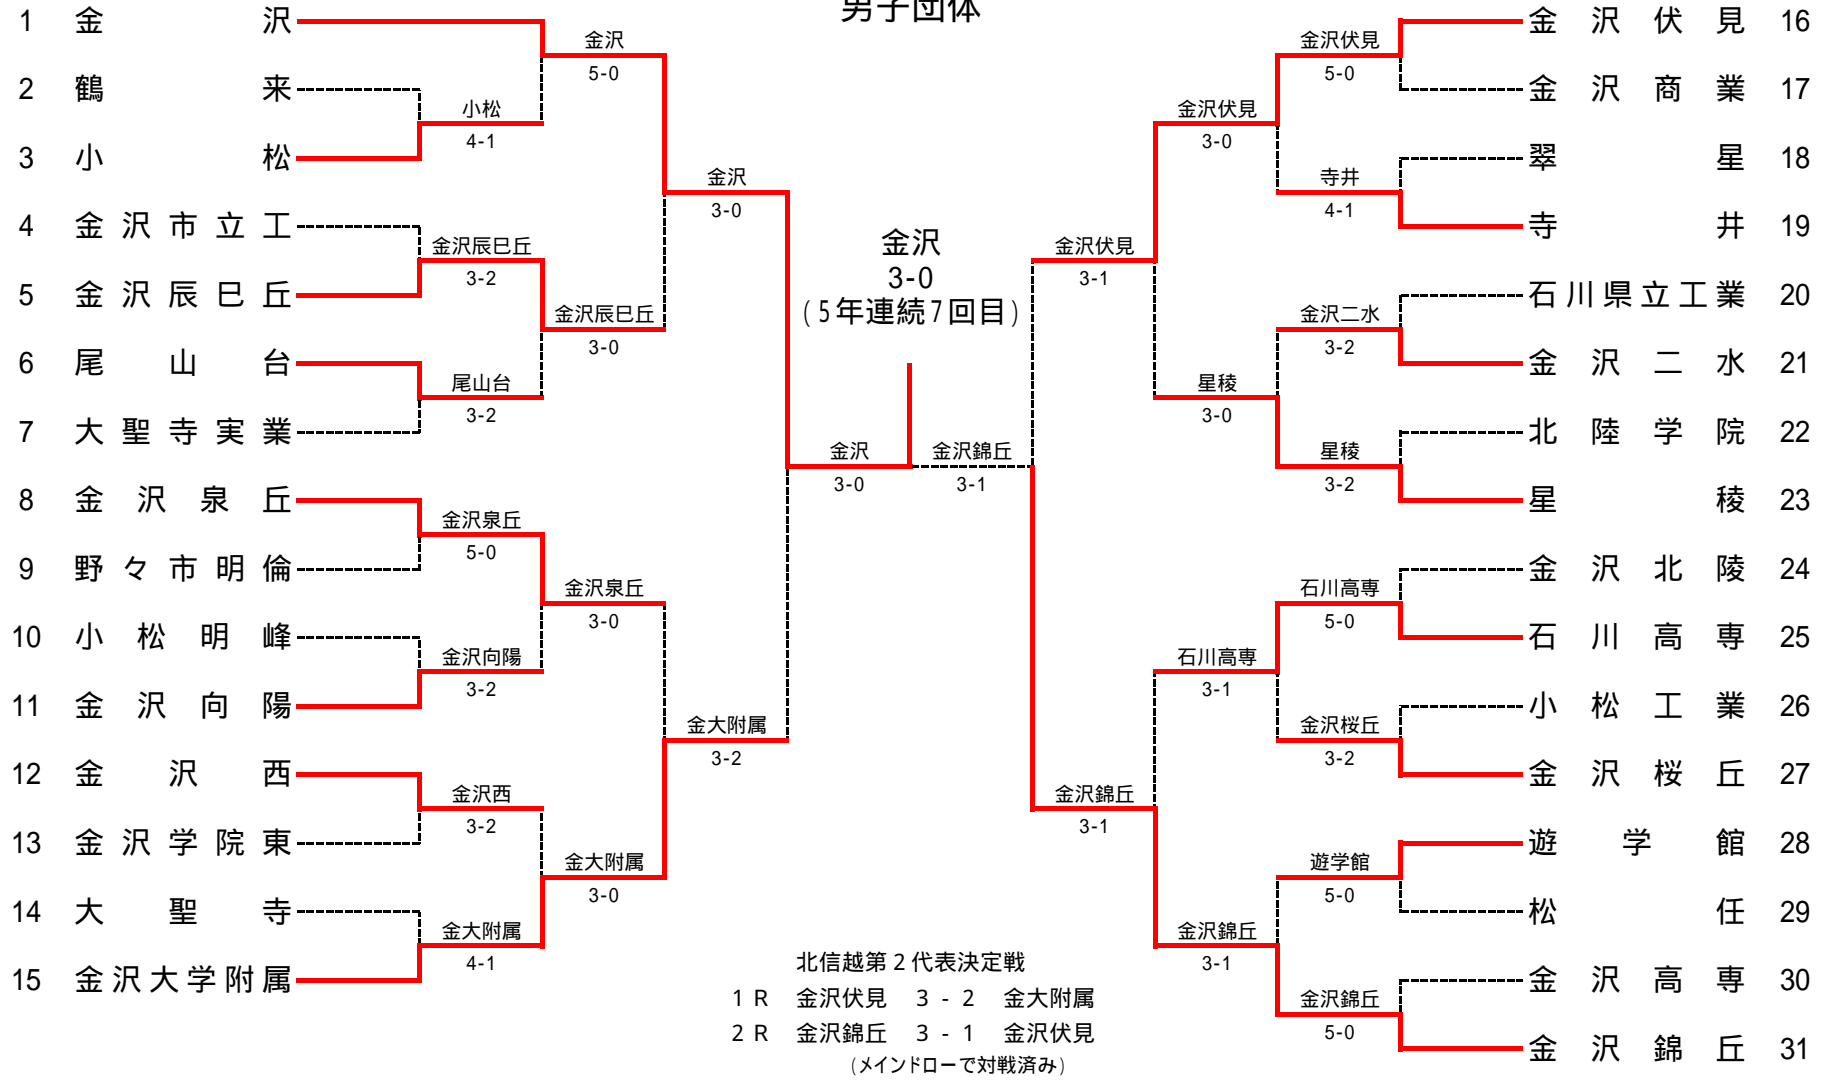 男子団体
1 金沢
2 鶴来
3 小松
4 金沢市立工
5 金沢辰巳丘
6 尾山台
7 大聖寺実業
8 金沢泉丘
9 野々市明倫
10 小松明峰
11 金沢向陽
12 金沢西
13 金沢学院東
14 大聖寺
15 金沢大学附属
小松
4-1
金沢辰巳丘
3-2
尾山台
3-2
金沢泉丘
5-0
金沢向陽
3-2
金沢西
3-2
金大附属
4-1
金沢
5-0
金沢辰巳丘
3-0
金沢泉丘
3-0
金大附属
3-0
金沢
3-0
金大附属
3-2
金沢
3-0
金沢
3-0
(5年連続7回目)
金沢錦丘
3-1
金沢伏見
3-1
金沢錦丘
3-1
金沢伏見
3-0
星稜
3-0
石川高専
3-1
金沢錦丘
3-1
金沢伏見
5-0
寺井
4-1
金沢二水
3-2
星稜
3-2
石川高専
5-0
金沢桜丘
3-2
遊学館
5-0
金沢錦丘
5-0
金沢伏見 16
金沢商業 17
翠星 18
寺井 19
石川県立工業 20
金沢二水 21
北陸学院 22
星稜 23
金沢北陵 24
石川高専 25
小松工業 26
金沢桜丘 27
遊学館 28
松任 29
金沢高専 30
金沢錦丘 31
北信越第2代表決定戦
1R 金沢伏見 3-2 金大附属
2R 金沢錦丘 3-1 金沢伏見
(メインドローで対戦済み)